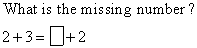 What is the missing number?
2+3=□+2